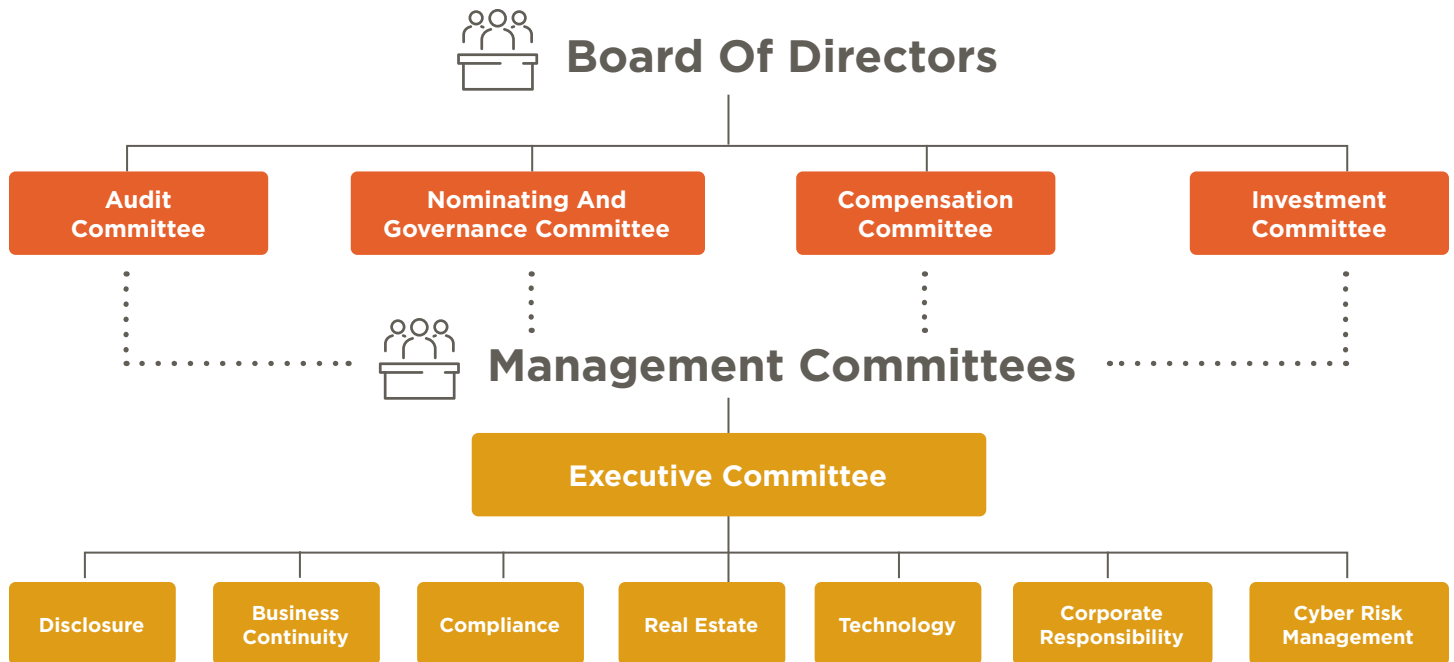 Board Of Directors
Audit
Committee
Nominating And
Governance Committee
Compensation
Committee
Investment
Committee
Management Committees
Executive Committee
Disclosure
Business
Continuity
Compliance
Real Estate
Technology
Corporate
Responsibility
Cyber Risk
Management